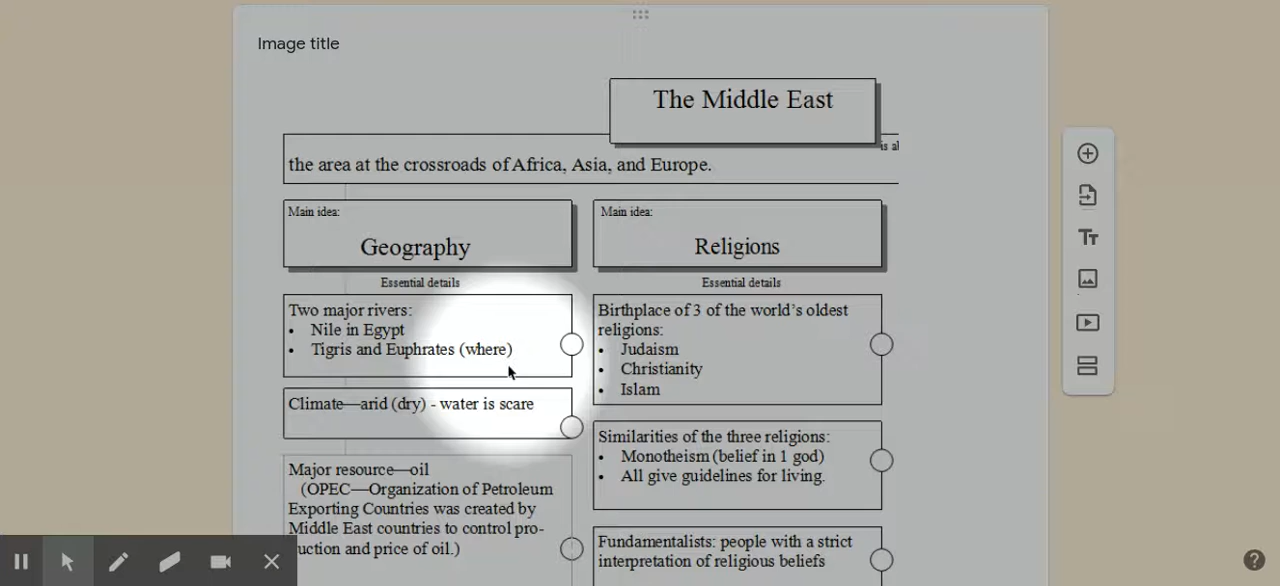 Image title
The Middle East
is al
the area at the crossroads of Africa, Asia, and Europe.
Main idea:
Geography
Essential details
Two major rivers:
• Nile in Egypt
• Tigris and Euphrates (where)
Climate—arid (dry) - water is scare
Major resource—oil
(OPEC—Organization of Petroleum
Exporting Countries was created by
Middle East countries to control pro-
uction and price of oil.)
Main idea:
Religions
Essential details
Birthplace of 3 of the world's oldest
religions:
• Judaism
• Christianity
• Islam
Similarities of the three religions:
• Monotheism (belief in 1 god)
• All give guidelines for living.
Fundamentalists: people with a strict
interpretation of religious beliefs